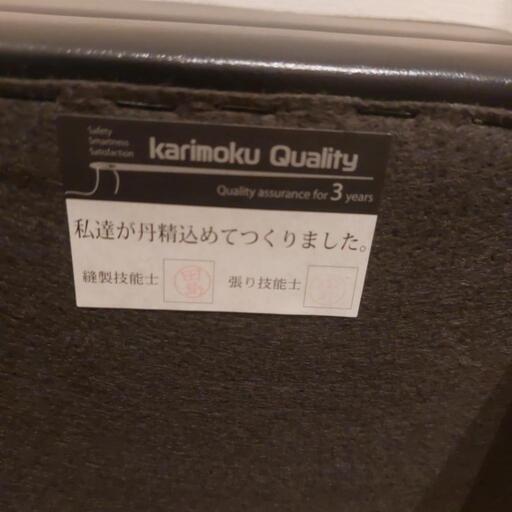 Safety
Smartness
Satisfaction
karimoku Quality
Quality assurance for 3 years
私達が丹精込めてつくりました。
縫製技能士 張り技能士